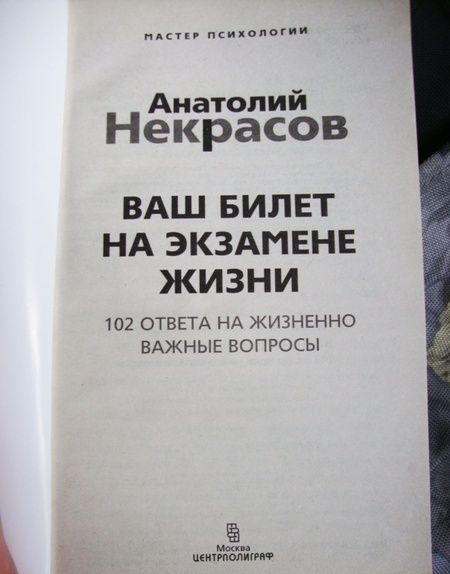 МАСТЕР ПСИХОЛОГИИ
Анатолий
Некрасов
ВАШ БИЛЕТ
НА ЭКЗАМЕНЕ
ЖИЗНИ
102 ОТВЕТА НА ЖИЗНЕННО
ВАЖНЫЕ ВОПРОСЫ
Москва
ЦЕНТРПОЛИГРАФ